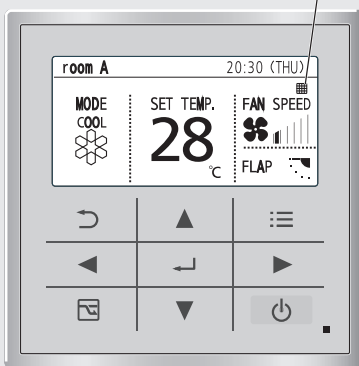 room A 20:30 (THU)
MODE SET TEMP. FAN SPEED
COOL
28 °C
FLAP